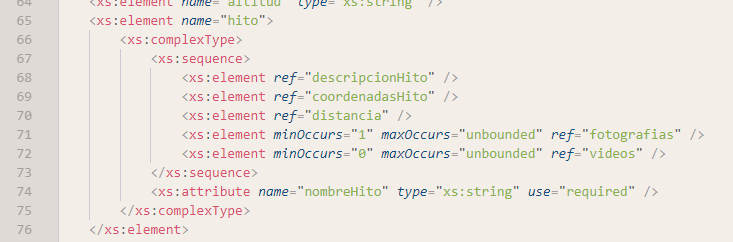 64 <xs:element name="altitud" type="xs:string" />
65 <xs:element name="hito">
66 <xs:complexType>
67 <xs:sequence>
68 <xs:element ref="descripcionHito" />
69 <xs:element ref="coordenadasHito" />
70 <xs:element ref="distancia" />
71 <xs:element minOccurs="1" maxOccurs="unbounded" ref="fotografias" />
72 <xs:element minOccurs="0" maxOccurs="unbounded" ref="videos" />
73 </xs:sequence>
74 <xs:attribute name="nombreHito" type="xs:string" use="required" />
75 </xs:complexType>
76 </xs:element>